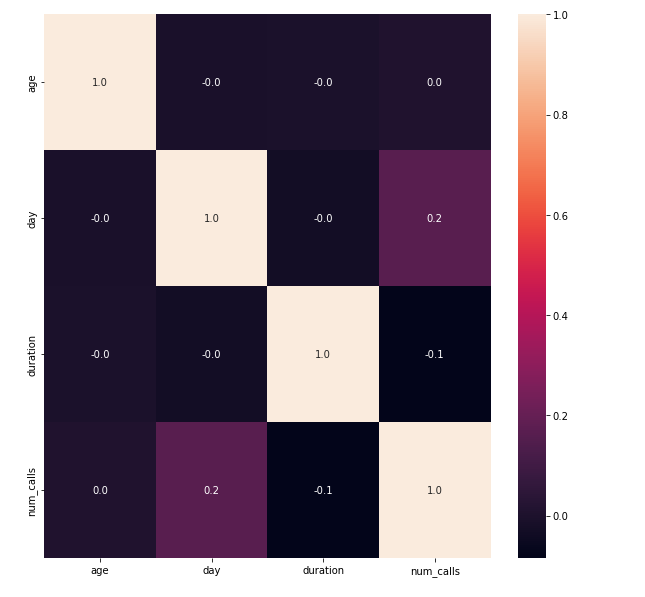 age 1.0 -0.0 -0.0 0.0
day -0.0 1.0 -0.0 0.2
duration -0.0 -0.0 1.0 -0.1
num_calls 0.0 0.2 -0.1 1.0
age day duration num_calls
1.0
0.8
0.6
0.4
0.2
0.0